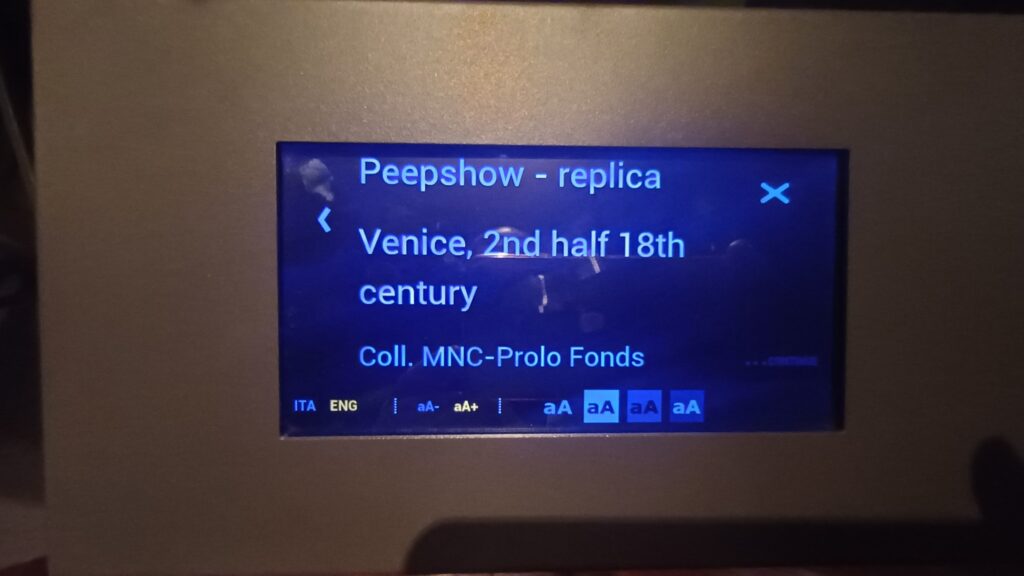 Peepshow - replica
Venice, 2nd half 18th
century
Coll. MNC-Prolo Fonds
ITA ENG aA- aA+ aA aA aA aA